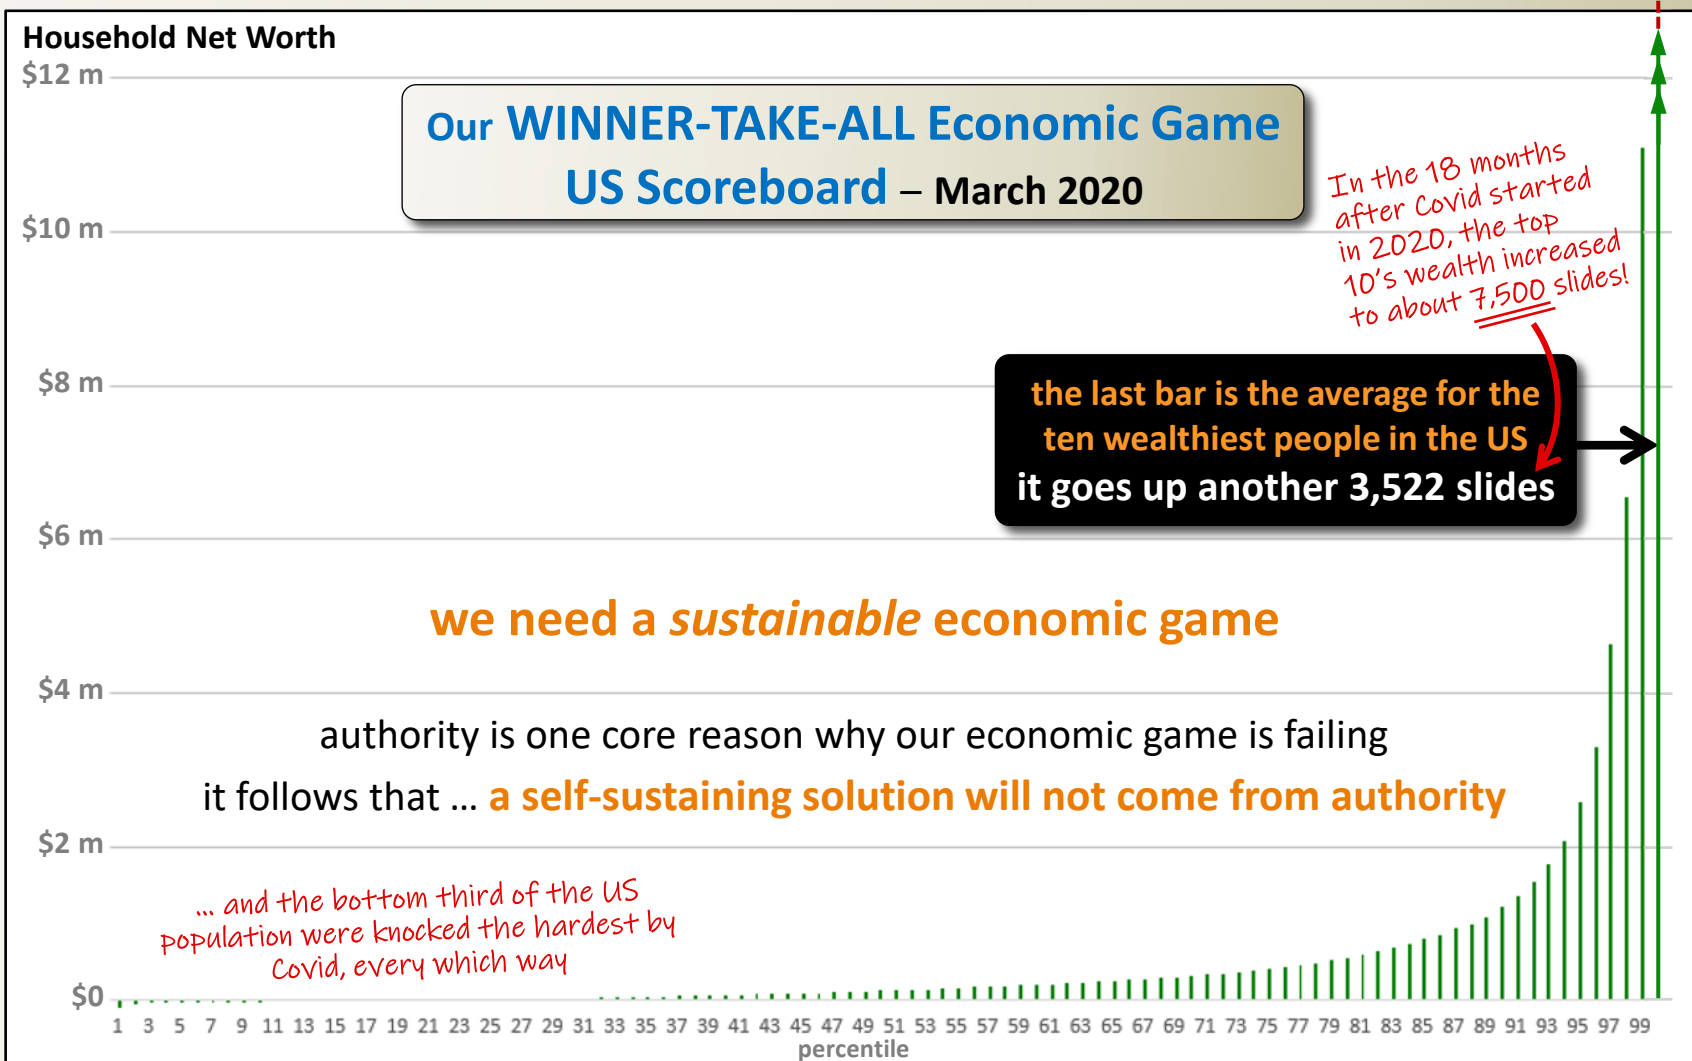 Household Net Worth
$12 m
Our WINNER-TAKE-ALL Economic Game
US Scoreboard – March 2020
In the 18 months
after Covid started
in 2020, the top
10's wealth increased
to about 7,500 slides!
$10 m
$8 m
the last bar is the average for the
ten wealthiest people in the US
it goes up another 3,522 slides
$6 m
we need a sustainable economic game
$4 m
authority is one core reason why our economic game is failing
it follows that ... a self-sustaining solution will not come from authority
$2 m
... and the bottom third of the US
population were knocked the hardest by
Covid, every which way
$0
1 3 5 7 9 11 13 15 17 19 21 23 25 27 29 31 33 35 37 39 41 43 45 47 49 51 53 55 57 59 61 63 65 67 69 71 73 75 77 79 81 83 85 87 89 91 93 95 97 99
percentile